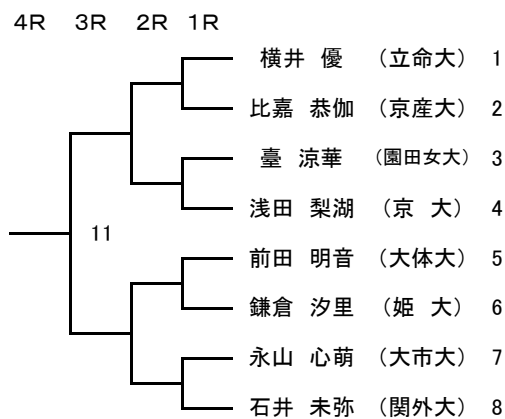 4R 3R 2R 1R
横井 優 (立命大) 1
比嘉 恭伽 (京産大) 2
臺 涼華 (園田女大) 3
浅田 梨湖 (京 大) 4
11
前田 明音 (大体大) 5
鎌倉 汐里 (姫 大) 6
永山 心萌 (大市大) 7
石井 未弥 (関外大) 8